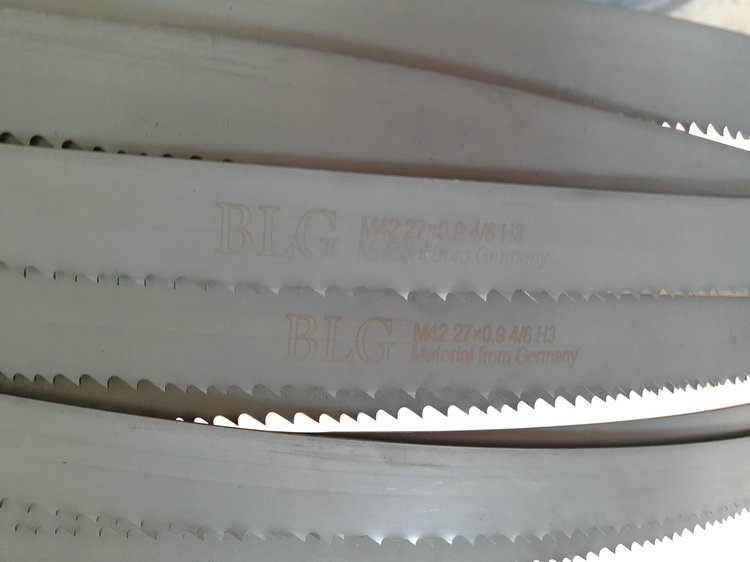 BLG M42 27×0.9 4/6 H3
Material from Germany
BLG M42 27×0.9 4/6 H3
Material from Germany